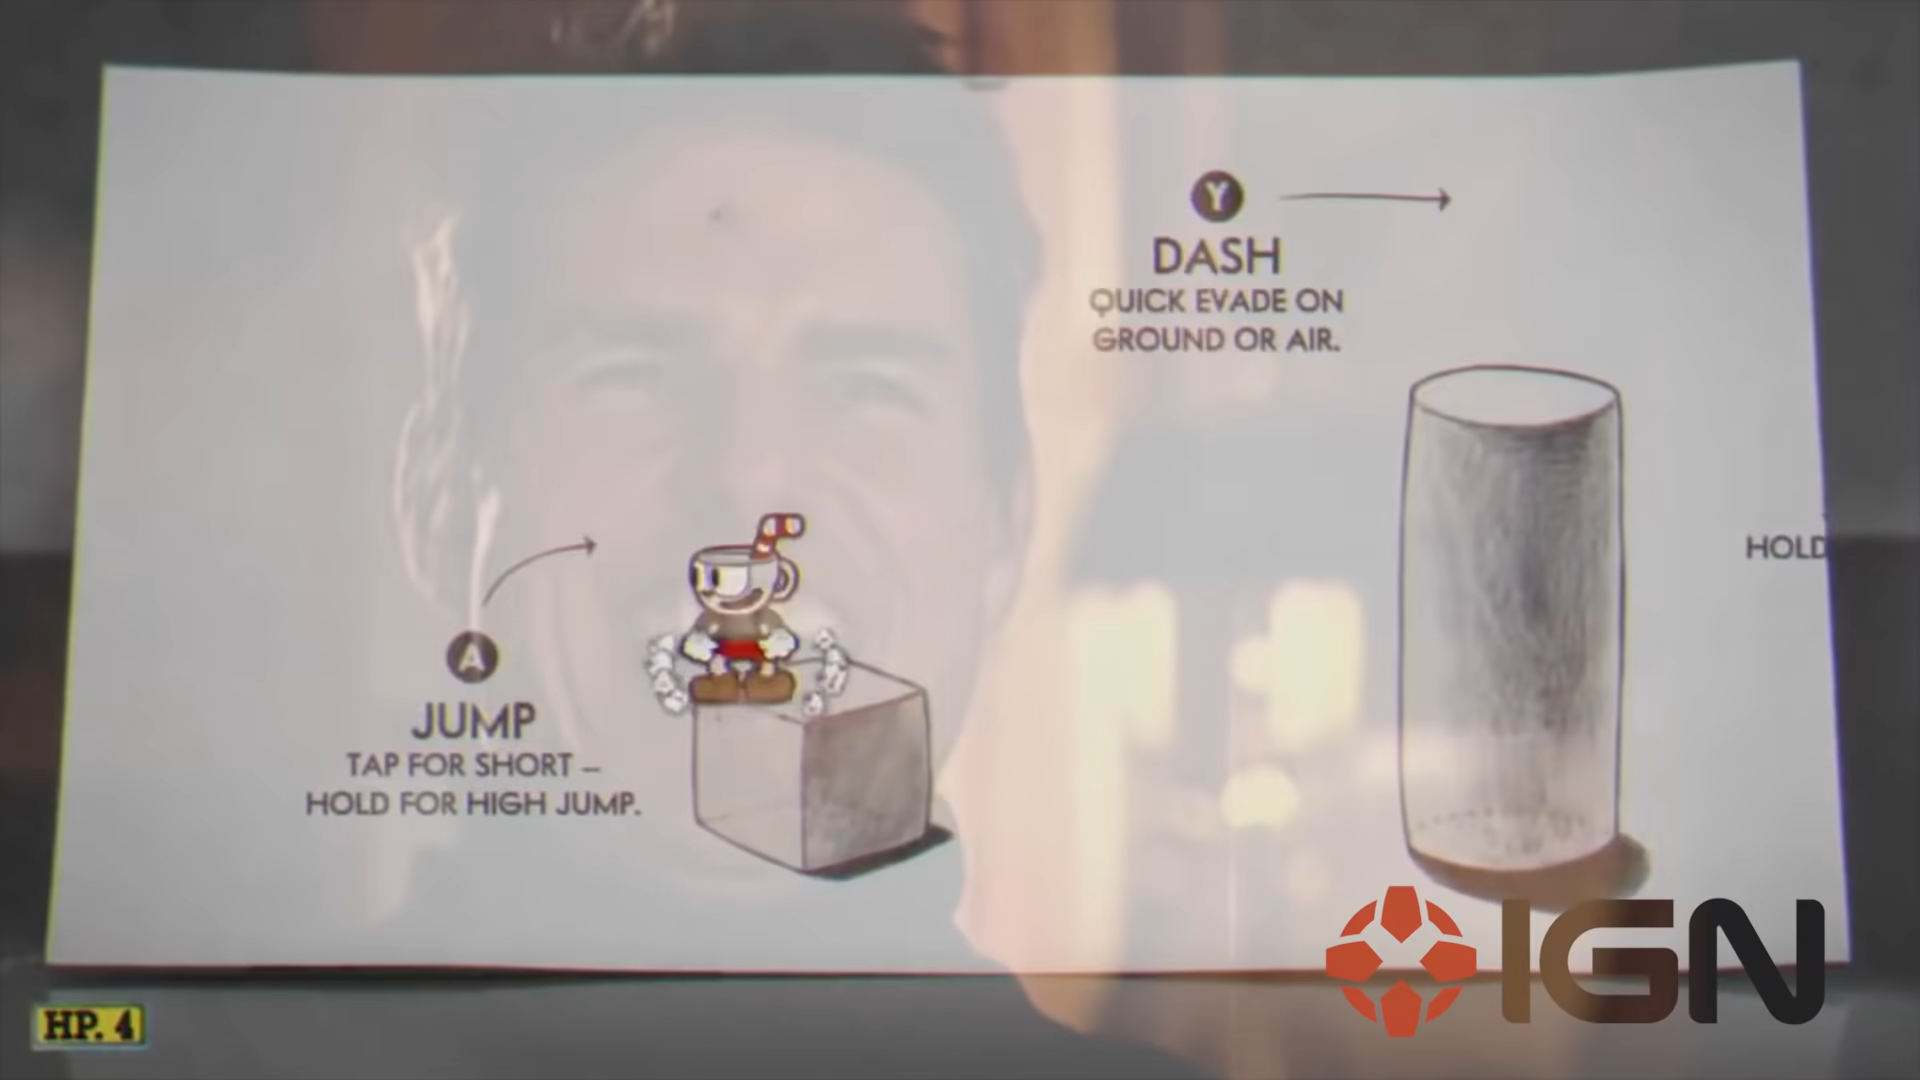 Y
DASH
QUICK EVADE ON
GROUND OR AIR.
HOLD
A
JUMP
TAP FOR SHORT –
HOLD FOR HIGH JUMP.
IGN
HP. 4